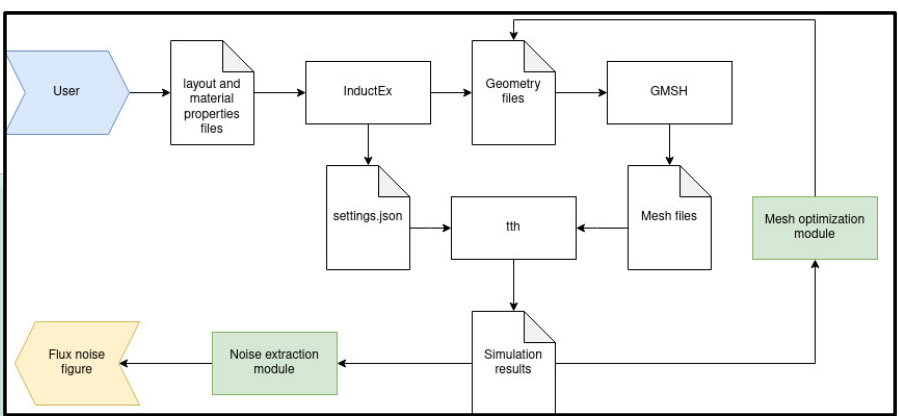 User
layout and
material
properties
files
InductEx
Geometry
files
GMSH
settings.json
tth
Mesh files
Mesh optimization
module
Flux noise
figure
Noise extraction
module
Simulation
results